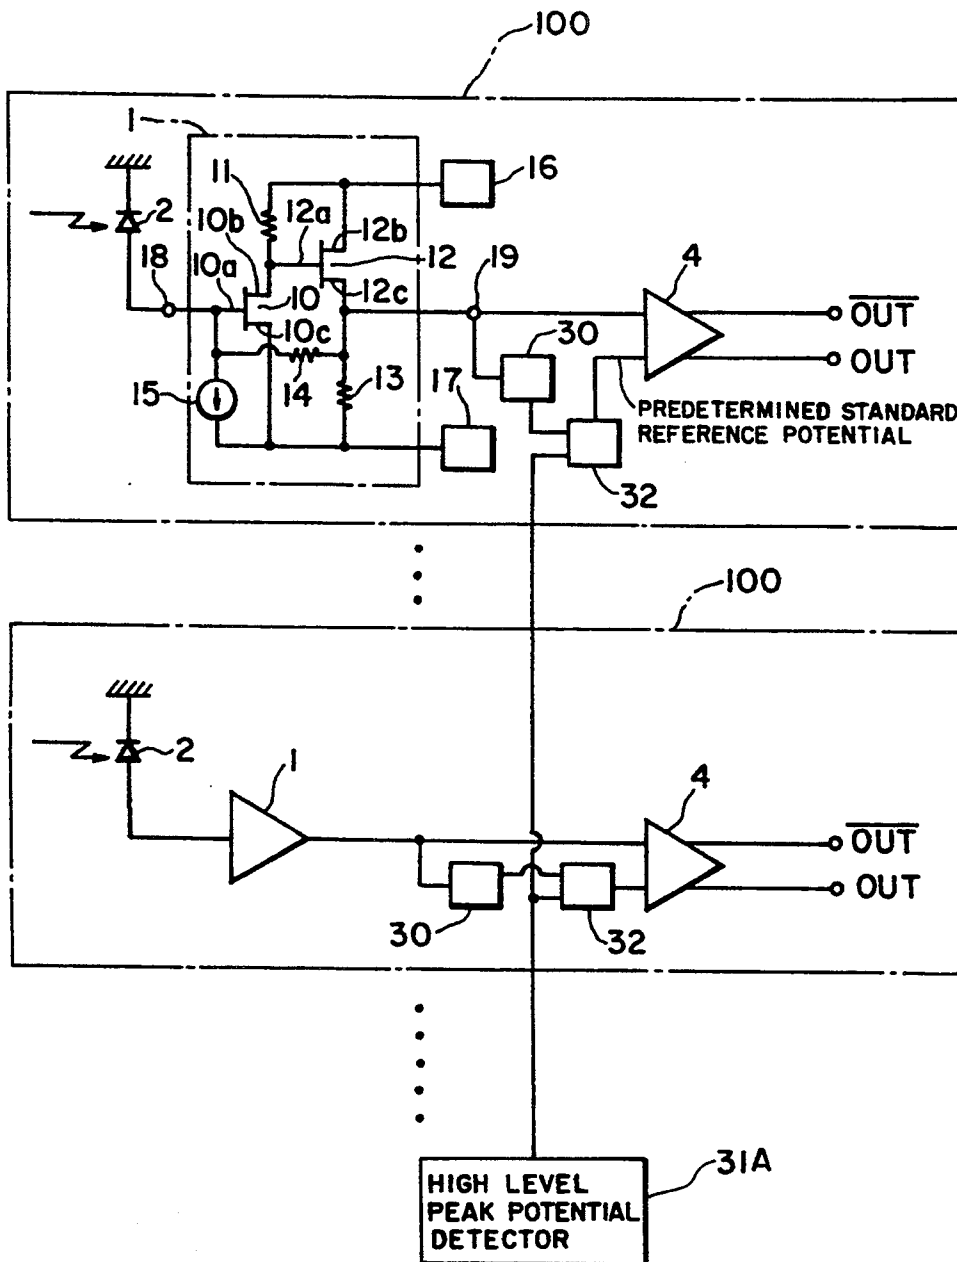 100
1
11
16
2
10b
12a
12b
18
10a
12
19
4
10
12c
OUT
10c
30
OUT
15
14
13
17
PREDETERMINED STANDARD
REFERENCE POTENTIAL
32
100
2
1
4
OUT
OUT
30
32
31A
HIGH LEVEL
PEAK POTENTIAL
DETECTOR